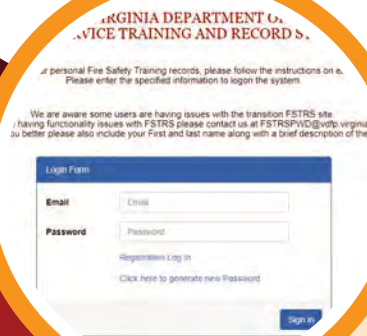 VIRGINIA DEPARTMENT OF
VICE TRAINING AND RECORD S
ur personal Fire Safety Training records, please follow the instructions on e
Please enter the specified information to logon the system.
We are aware some users are having issues with the transition FSTRS site.
having functionality issues with FSTRS please contact us at FSTRSPWD@vdfp.virginia
ou better please also include your First and last name along with a brief description of the
Login Form
Email
Email
Password
Password
Registration Log In
Click here to generate new Password
Sign in